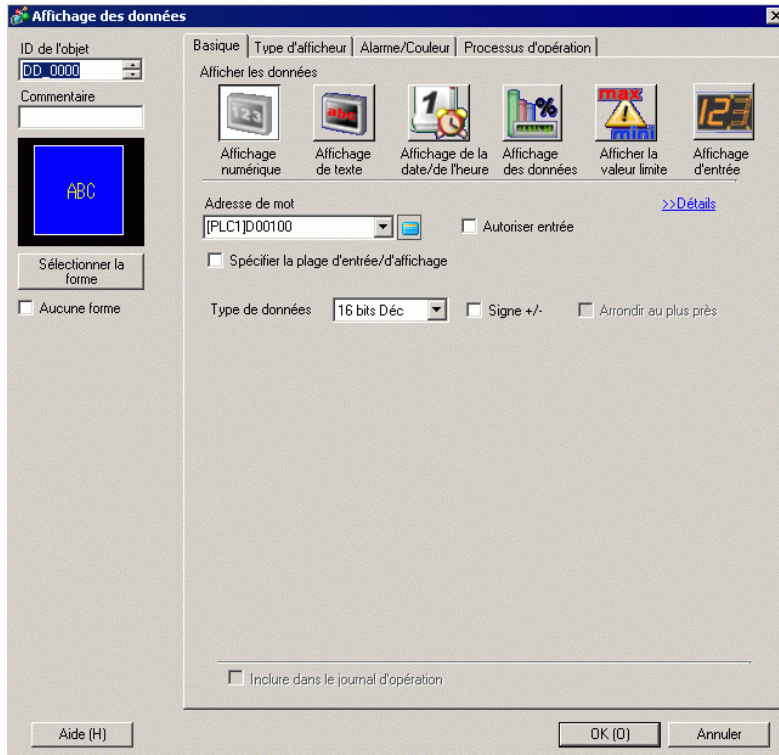 Affichage des données
ID de l'objet
DD_0000
Commentaire
ABC
Sélectionner la
forme
Aucune forme
Basique
Type d'afficheur
Alarme/Couleur
Processus d'opération
Afficher les données
123
abc
1
%
max
mini
123
Affichage
numérique
Affichage
de texte
Affichage de la
date/de l'heure
Affichage
des données
Afficher la
valeur limite
Affichage
d'entrée
Adresse de mot
>>Détails
[PLC1]D00100
Autoriser entrée
Spécifier la plage d'entrée/d'affichage
Type de données
16 bits Déc
Signe +/-
Arrondir au plus près
Inclure dans le journal d'opération
Aide (H)
OK (O)
Annuler